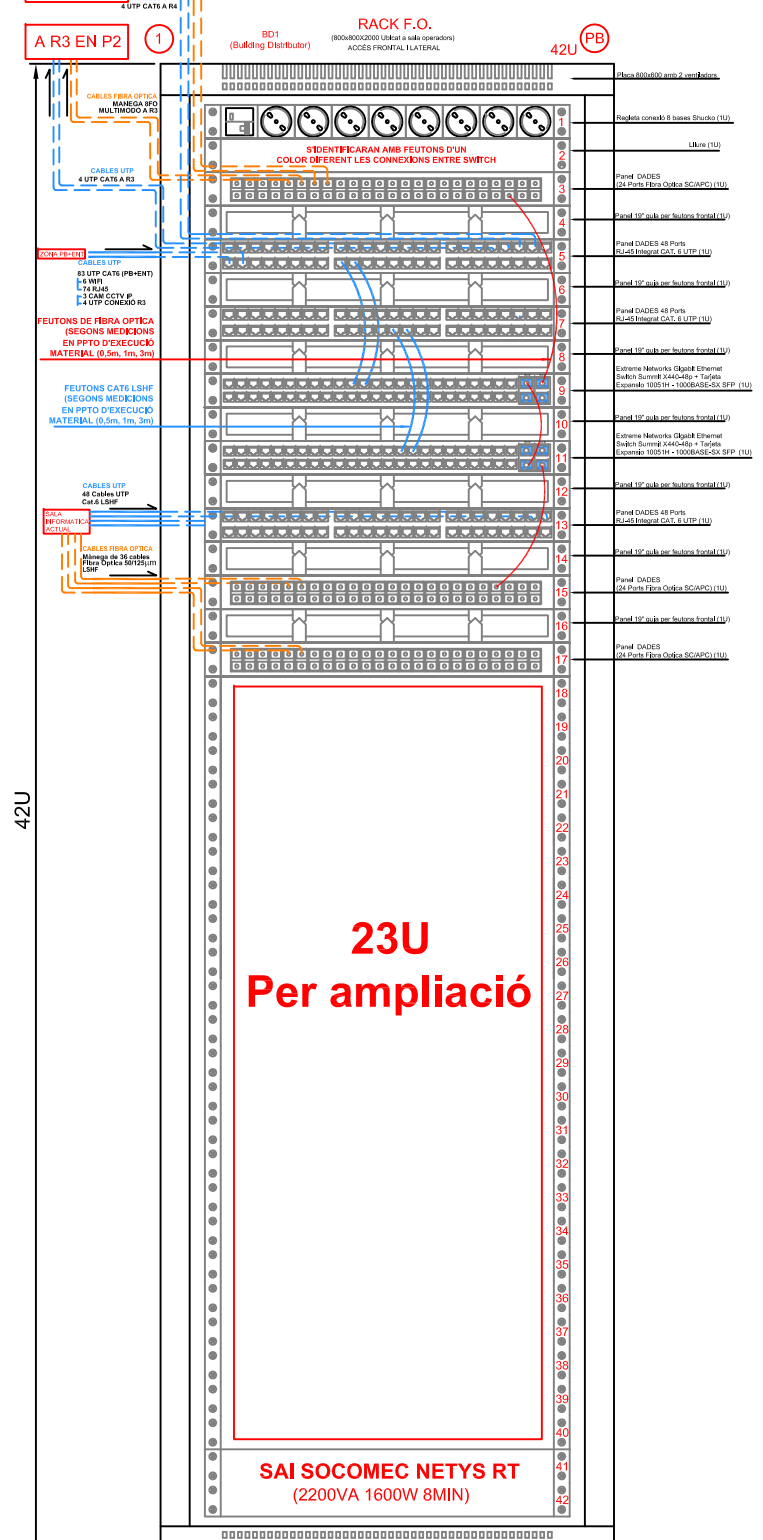 4 UTP CAT6 A R4
A R3 EN P2
1
BD1
(Building Distributor)
RACK F.O.
(800x800X2000 Ubicat a sala operadors)
ACCÉS FRONTAL I LATERAL
42U
PB
Placa 800x600 amb 2 ventiladors
CABLES FIBRA OPTICA
MANEGA 8FO
MULTIMODO A R3
Regleta conexió 8 bases Shucko (1U)
1
S'IDENTIFICARAN AMB FEUTONS D'UN
COLOR DIFERENT LES CONNEXIONS ENTRE SWITCH
2
Lliure (1U)
CABLES UTP
4 UTP CAT6 A R3
3
Panel DADES
(24 Ports Fibra Optica SC/APC) (1U)
4
Panel 19" guia per feutons frontal (1U)
ZONA PB+ENT
CABLES UTP
83 UTP CAT6 (PB+ENT)
6 WIFI
74 RJ45
3 CAM CCTV IP
4 UTP CONEXIÓ R3
5
Panel DADES 48 Ports
RJ-45 Integrat CAT. 6 UTP (1U)
6
Panel 19" guia per feutons frontal (1U)
FEUTONS DE FIBRA OPTICA
(SEGONS MEDICIONS
EN PPTO D'EXECUCIÓ
MATERIAL (0,5m, 1m, 3m)
7
Panel DADES 48 Ports
RJ-45 Integrat CAT. 6 UTP (1U)
8
Panel 19" guia per feutons frontal (1U)
FEUTONS CAT6 LSHF
(SEGONS MEDICIONS
EN PPTO D'EXECUCIÓ
MATERIAL (0,5m, 1m, 3m)
9
Extreme Networks Gigabit Ethernet
Switch Summit X440-48p + Tarjeta
Expansio 10051H - 1000BASE-SX SFP (1U)
10
Panel 19" guia per feutons frontal (1U)
11
Extreme Networks Gigabit Ethernet
Switch Summit X440-48p + Tarjeta
Expansio 10051H - 1000BASE-SX SFP (1U)
CABLES UTP
48 Cables UTP
Cat.6 LSHF
12
Panel 19" guia per feutons frontal (1U)
SALA
INFORMATICA
ACTUAL
13
Panel DADES 48 Ports
RJ-45 Integrat CAT. 6 UTP (1U)
CABLES FIBRA OPTICA
Mànega de 36 cables
Fibra Optica 50/125µm
LSHF
14
Panel 19" guia per feutons frontal (1U)
15
Panel DADES
(24 Ports Fibra Optica SC/APC) (1U)
16
Panel 19" guia per feutons frontal (1U)
17
Panel DADES
(24 Ports Fibra Optica SC/APC) (1U)
18
19
20
21
42U
22
23
24
25
23U
26
Per ampliació
27
28
29
30
31
32
33
34
35
36
37
38
39
40
SAI SOCOMEC NETYS RT
41
(2200VA 1600W 8MIN)
42